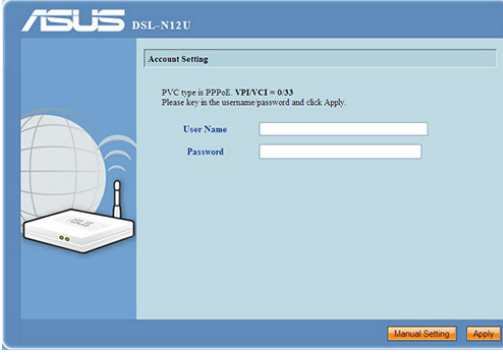 ASUS DSL-N12U
Account Setting
PVC type is PPPoE. VPI/VCI = 0/33
Please key in the username/password and click Apply.
User Name
Password
Manual Setting Apply